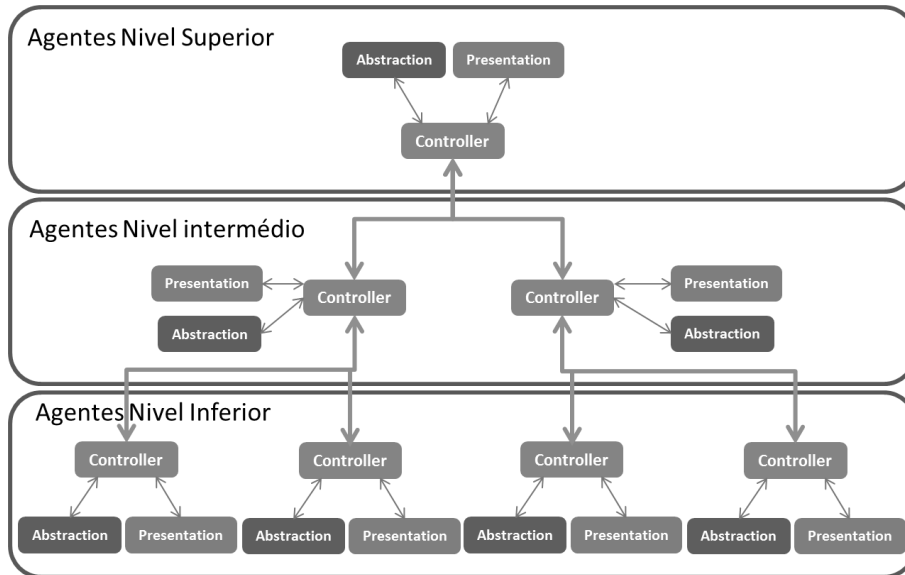 Agentes Nivel Superior
Abstraction
Presentation
Controller
Agentes Nivel intermédio
Presentation
Controller
Abstraction
Controller
Presentation
Abstraction
Agentes Nivel Inferior
Controller
Controller
Controller
Controller
Abstraction
Presentation
Abstraction
Presentation
Abstraction
Presentation
Abstraction
Presentation